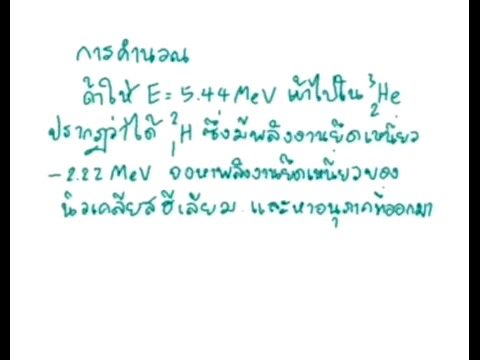 การคำนวณ
ถ้าให้ E = 5.44 MeV เข้าไปใน ³₂He
ปรากฏว่าได้ ²₁H ซึ่งมีพลังงานยึดเหนี่ยว
-2.22 MeV จงหาพลังงานยึดเหนี่ยวของ
นิวเคลียสฮีเลียม และหาอนุภาคที่ออกมา